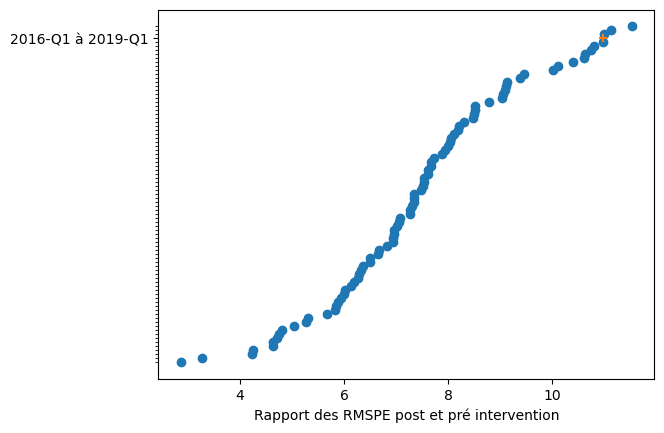 2016-Q1 à 2019-Q1
4 6 8 10
Rapport des RMSPE post et pré intervention